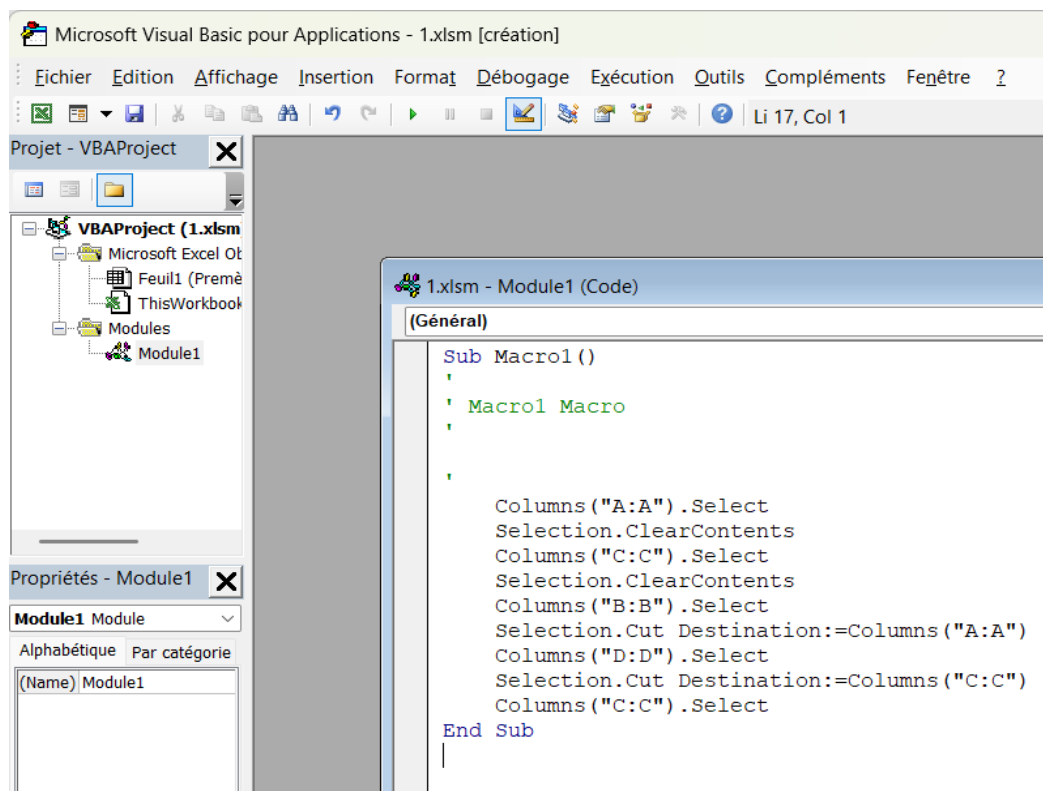 Microsoft Visual Basic pour Applications - 1.xlsm [création]
Fichier Edition Affichage Insertion Format Débogage Exécution Outils Compléments Fenêtre ?
Li 17, Col 1
Projet - VBAProject
VBAProject (1.xlsm
Microsoft Excel Ob
Feuil1 (Premè
ThisWorkbook
Modules
Module1
Propriétés - Module1
Module1 Module
Alphabétique Par catégorie
(Name) Module1
1.xlsm - Module1 (Code)
(Général)
Sub Macro1()
'
' Macro1 Macro
'
'
Columns("A:A").Select
Selection.ClearContents
Columns("C:C").Select
Selection.ClearContents
Columns("B:B").Select
Selection.Cut Destination:=Columns("A:A")
Columns("D:D").Select
Selection.Cut Destination:=Columns("C:C")
Columns("C:C").Select
End Sub